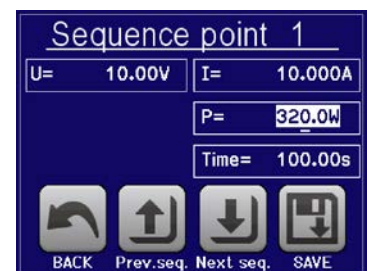 Sequence point 1
U= 10.00V I= 10.000A
P= 320.0W
Time= 100.00s
BACK Prev.seq. Next seq. SAVE